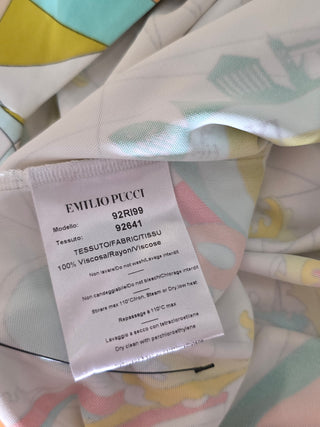 EMILIO PUCCI
Modello: 92RI99
Tessuto: 92641
TESSUTO/FABRIC/TISSU
100% Viscosa/Rayon/Viscose
Non lavare/Do not wash/Lavage interdit.
Non candeggiabile/Do not bleach/Chlorage interdit.
Stirare max 110°C/Iron, Steam or Dry, low heat.
Repassage à 110°C max
Lavaggio a secco con tetracloroetilene
Dry clean with perchloroethylene